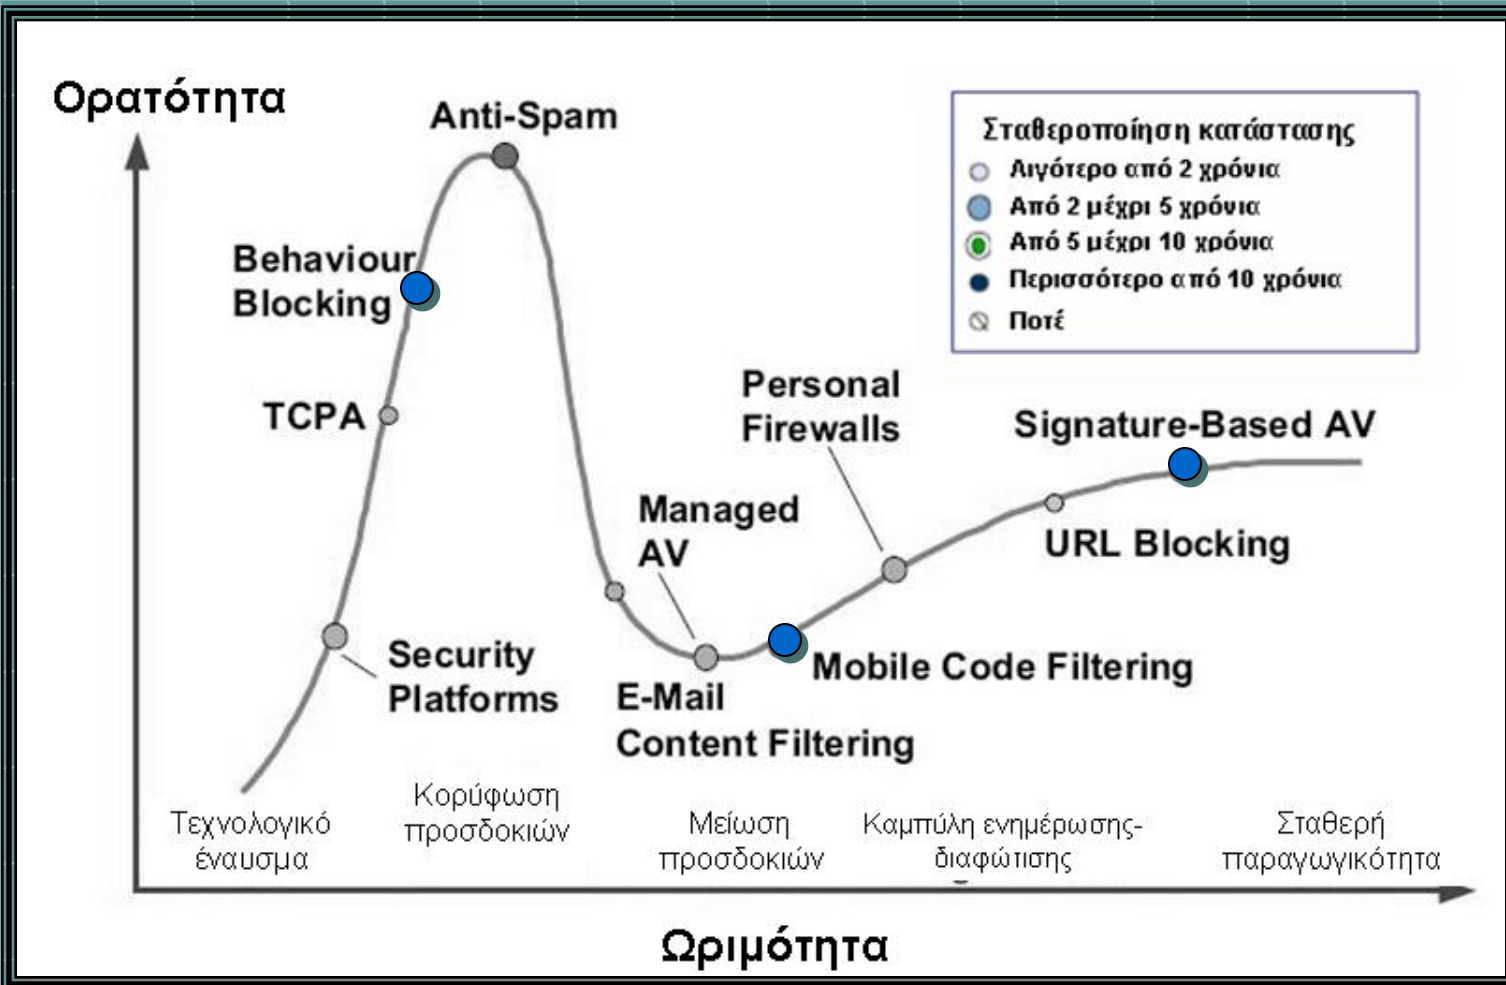 Ορατότητα
Anti-Spam
Σταθεροποίηση κατάστασης
Λιγότερο από 2 χρόνια
Από 2 μέχρι 5 χρόνια
Από 5 μέχρι 10 χρόνια
Περισσότερο από 10 χρόνια
Ποτέ
Behaviour
Blocking
TCPA
Personal
Firewalls
Signature-Based AV
Managed
AV
URL Blocking
Security
Platforms
Mobile Code Filtering
E-Mail
Content Filtering
Τεχνολογικό
έναυσμα
Κορύφωση
προσδοκιών
Μείωση
προσδοκιών
Καμπύλη ενημέρωσης-
διαφώτισης
Σταθερή
παραγωγικότητα
Ωριμότητα